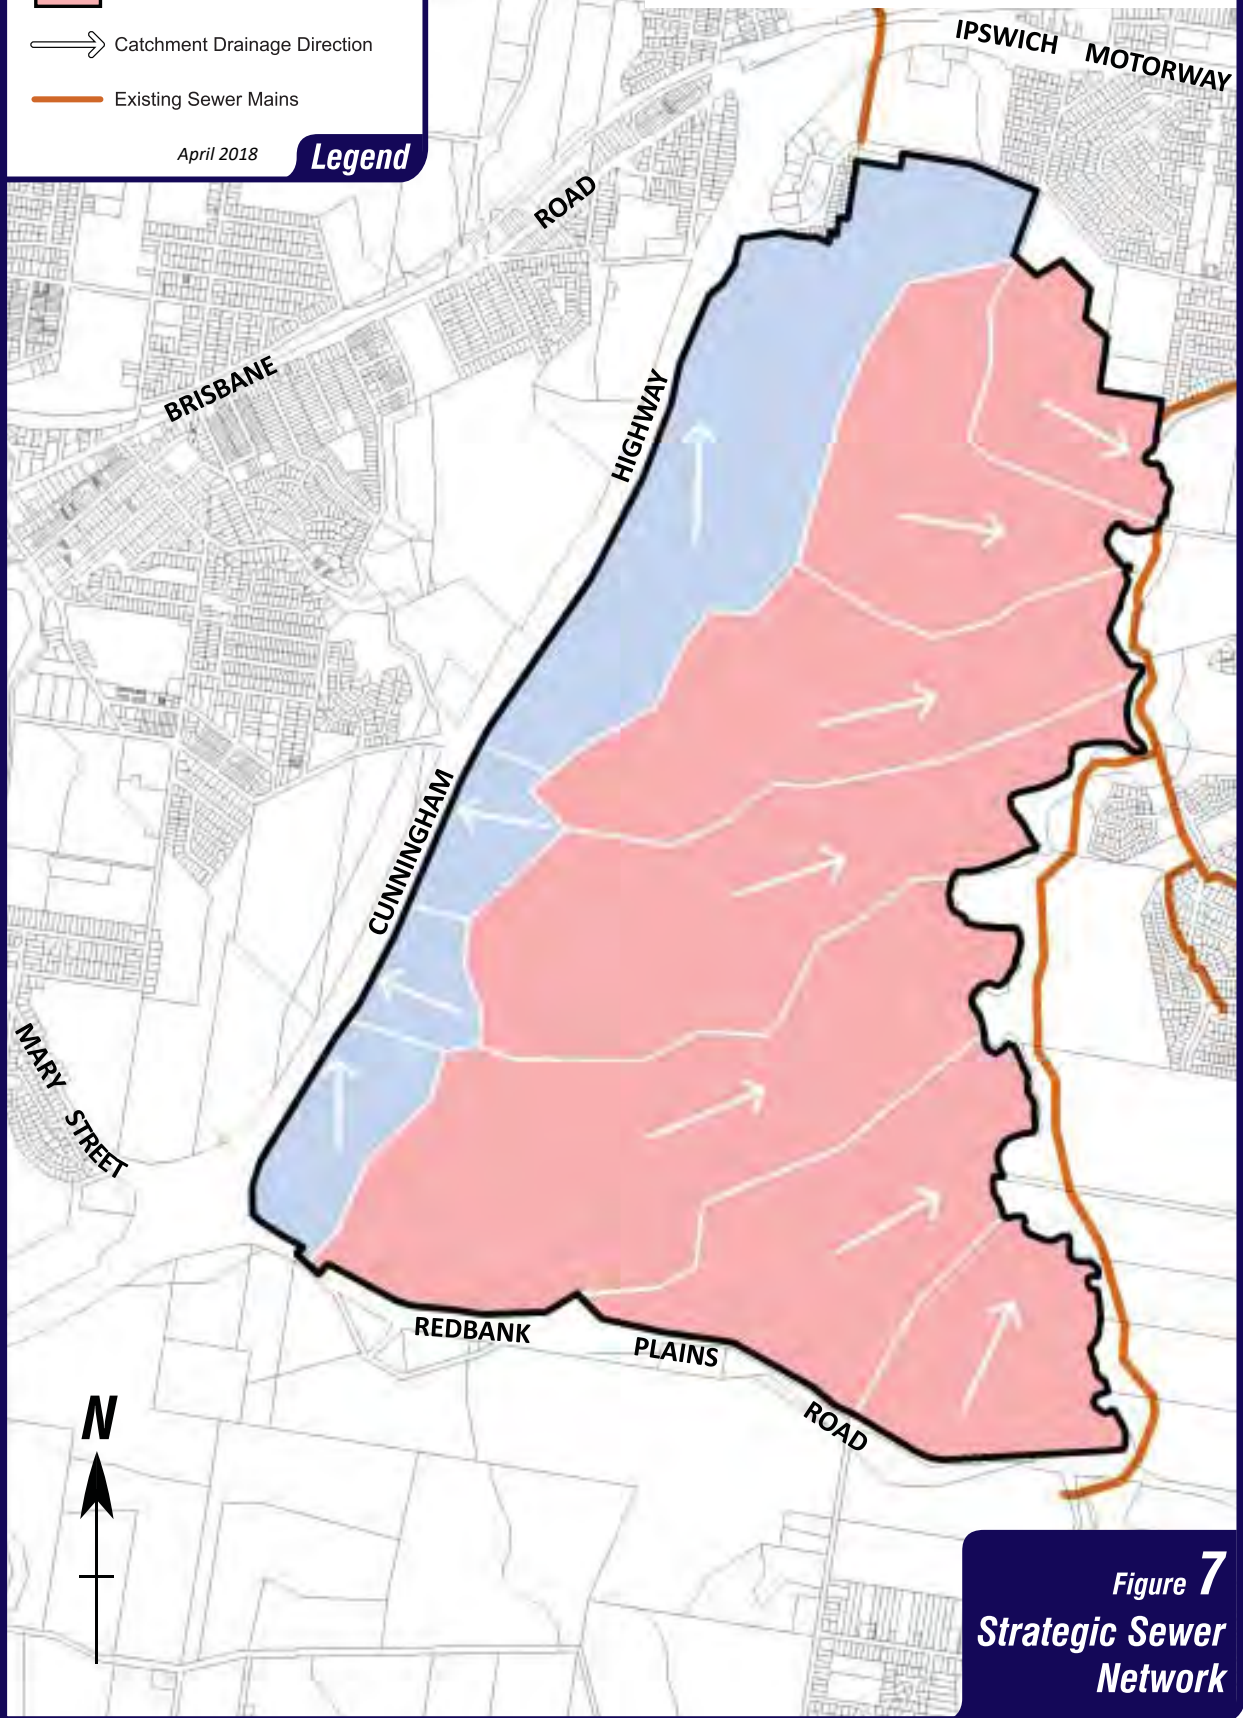 Catchment Drainage Direction
Existing Sewer Mains
April 2018
Legend
IPSWICH MOTORWAY
ROAD
BRISBANE
HIGHWAY
CUNNINGHAM
MARY STREET
REDBANK
PLAINS
ROAD
N
Figure 7
Strategic Sewer
Network